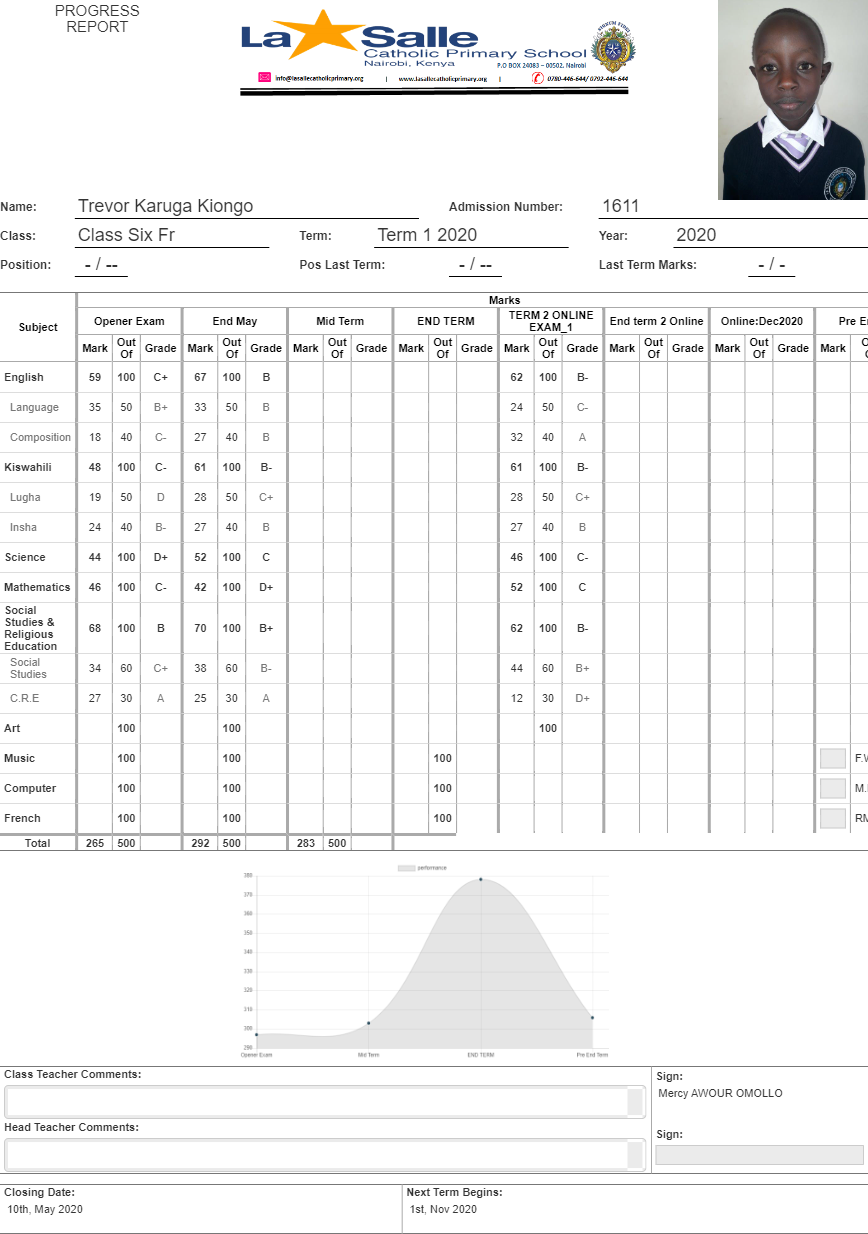 PROGRESS
REPORT
La Salle
Catholic Primary School
Nairobi, Kenya
P.O BOX 24083 – 00502, Nairobi
info@lasallecatholicprimary.org | www.lasallecatholicprimary.org | 0780-446-644/ 0792-446-644
Name: Trevor Karuga Kiongo Admission Number: 1611
Class: Class Six Fr Term: Term 1 2020 Year: 2020
Position: - / -- Pos Last Term: - / -- Last Term Marks: - / -
Marks
Subject Opener Exam End May Mid Term END TERM TERM 2 ONLINE EXAM_1 End term 2 Online Online:Dec2020 Pre E
Mark Out Of Grade Mark Out Of Grade Mark Out Of Grade Mark Out Of Grade Mark Out Of Grade Mark Out Of Grade Mark Out Of Grade Mark
English 59 100 C+ 67 100 B 62 100 B-
Language 35 50 B+ 33 50 B 24 50 C-
Composition 18 40 C- 27 40 B 32 40 A
Kiswahili 48 100 C- 61 100 B- 61 100 B-
Lugha 19 50 D 28 50 C+ 28 50 C+
Insha 24 40 B- 27 40 B 27 40 B
Science 44 100 D+ 52 100 C 46 100 C-
Mathematics 46 100 C- 42 100 D+ 52 100 C
Social Studies & Religious Education 68 100 B 70 100 B+ 62 100 B-
Social Studies 34 60 C+ 38 60 B- 44 60 B+
C.R.E 27 30 A 25 30 A 12 30 D+
Art 100 100 100
Music 100 100 100 F.W
Computer 100 100 100 M.
French 100 100 100 RM
Total 265 500 292 500 283 500
performance
380
370
360
350
340
330
320
310
300
290
Opener Exam Mid Term END TERM Pre End Term
Class Teacher Comments:
Sign:
Mercy AWOUR OMOLLO
Head Teacher Comments:
Sign:
Closing Date: Next Term Begins:
10th, May 2020 1st, Nov 2020